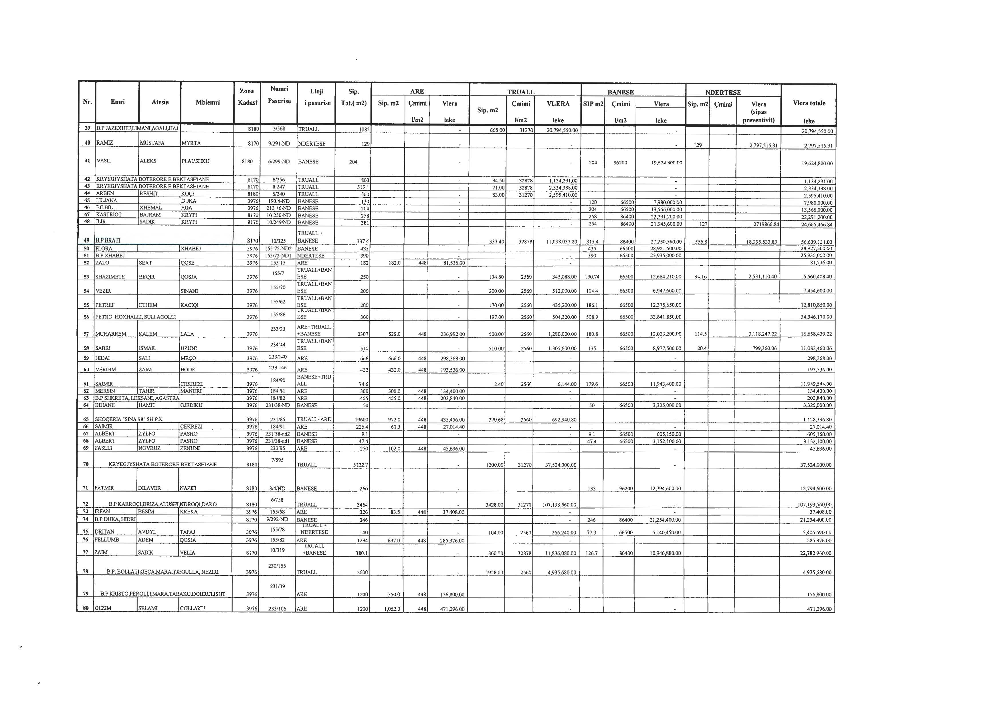 Nr. Emri Atesia Mbiemri Zona Kadast Numri Pasurise Lloji i pasurise Sip. Tot.( m2) ARE TRUALL BANESE NDERTESE Vlera totale leke
Sip. m2 Çmimi l/m2 Vlera leke Sip. m2 Çmimi l/m2 VLERA leke SIP m2 Çmimi l/m2 Vlera leke Sip. m2 Çmimi Vlera (sipas preventivit)
39 B.P JAZEXHIU,LIMANI,AGALLIJAJ 8180 3/568 TRUALL 1085 - 665.00 31270 20,794,550.00 - 20,794,550.00
40 RAMIZ MUSTAFA MYRTA 8170 9/291-ND NDERTESE 129 - - - 129 2,797,515.31 2,797,515.31
41 VASIL ALEKS PLAUSHKU 8180 6/299-ND BANESE 204 - - 204 96200 19,624,800.00 19,624,800.00
42 KRYEGJYSHATA BOTERORE E BEKTASHIANE 8170 8/256 TRUALL 803 - 34.50 32878 1,134,291.00 - 1,134,291.00
43 KRYEGJYSHATA BOTERORE E BEKTASHIANE 8170 8 247 TRUALL 519.1 - 71.00 32878 2,334,338.00 - 2,334,338.00
44 ARBEN RESHIT KOÇI 8180 6/240 TRUALL 500 - 83.00 31270 2,595,410.00 - 2,595,410.00
45 LILJANA DUKA 3976 190.4-ND BANESE 120 - - 120 66500 7,980,000.00 7,980,000.00
46 BILBIL XHEMAL AGA 3976 213 46-ND BANESE 204 - - 204 66500 13,566,000.00 13,566,000.00
47 KASTRIOT BAJRAM KRYPI 8170 10.250-ND BANESE 258 - - 258 86400 22,291,200.00 22,291,200.00
48 ILIR SADIK KRYPI 8170 10/249/ND BANESE 381 - - 254 86400 21,945,600.00 127 2719866.84 24,665,466.84
49 B.P BRATI 8170 10/325 TRUALL + BANESE 337.4 - 337.40 32878 11,093,037.20 315.4 86400 27,250,560.00 556.8 18,295,533.83 56,639,131.03
50 FLORA XHABEJ 3976 155 72-ND2 BANESE 435 - - 435 66500 28,92.,500.00 28,927,500.00
51 B.P XHABEJ 3976 155/72-ND1 NDERTESE 390 - - 390 66500 25,935,000.00 25,935,000.00
52 ZALO SEAT QOSE 3976 155.15 ARE 182 182.0 448 81,536.00 - - 81,536.00
53 SHAZIMETE BEQIR QOSJA 3976 155/7 TRUALL+BANESE 250 - 134.80 2560 345,088.00 190.74 66500 12,684,210.00 94.16 2,531,110.40 15,560,408.40
54 VEZIR SINANI 3976 155/70 TRUALL+BANESE 200 - 200.00 2560 512,000.00 104.4 66500 6,942,600.00 7,454,600.00
55 PETREF ETHEM KACIQI 3976 155/62 TRUALL+BANESE 200 - 170.00 2560 435,200.00 186.1 66500 12,375,650.00 12,810,850.00
56 PETRO HOXHALLI, SULI AGOLLI 3976 155/86 TRUALL+BANESE 300 - 197.00 2560 504,320.00 508.9 66500 33,841,850.00 34,346,170.00
57 MUHARREM KALEM LALA 3976 233/23 ARE+TRUALL +BANESE 2307 529.0 448 236,992.00 500.00 2560 1,280,000.00 180.8 66500 12,023,200.00 114.5 3,118,247.22 16,658,439.22
58 SABRI ISMAIL UZUNI 3976 234/44 TRUALL+BANESE 510 - 510.00 2560 1,305,600.00 135 66500 8,977,500.00 20.4 799,360.06 11,082,460.06
59 HIDAI SALI MEÇO 3976 233/140 ARE 666 666.0 448 298,368.00 - - 298,368.00
60 VERGIM ZAIM BODE 3976 233 146 ARE 432 432.0 448 193,536.00 - - 193,536.00
61 SAIMIR CEKREZI 3976 184/90 BANESE+TRUALL 74.6 - 2.40 2560 6,144.00 179.6 66500 11,943,400.00 11,949,544.00
62 MERSIN TAHIR MANDRI 3976 184 81 ARE 300 300.0 448 134,400.00 - - 134,400.00
63 B.P SHKRETA, LEKSANI, AGASTRA 3976 181/82 ARE 455 455.0 448 203,840.00 - - 203,840.00
64 BIHANE HAMIT GJEDIKU 3976 231/38-ND BANESE 50 - - 50 66500 3,325,000.00 3,325,000.00
65 SHOQERIA "SINA 98" SH.P.K 3976 231/85 TRUALL+ARE 19600 972.0 448 435,456.00 270.68 2560 692,940.80 - 1,128,396.80
66 SAIMIR ÇEKREZI 3976 184/91 ARE 225.4 60.3 448 27,014.40 - - 27,014.40
67 ALBERT ZYLFO PASHO 3976 231 38-nd2 BANESE 9.1 - - 9.1 66500 605,150.00 605,150.00
68 ALBERT ZYLFO PASHO 3976 231/38-nd1 BANESE 47.4 - - 47.4 66500 3,152,100.00 3,152,100.00
69 FASLLI NOVRUZ ZENUNI 3976 233 95 ARE 250 102.0 448 45,696.00 - - 45,696.00
70 KRYEGJYSHATA BOTERORE BEKTASHIANE 8180 7/595 TRUALL 5122.7 - 1200.00 31270 37,524,000.00 - 37,524,000.00
71 FATMIR DILAVER NAZIFI 8180 3/4.ND BANESE 266 - - 133 96200 12,794,600.00 12,794,600.00
72 B.P KARROÇI,DRIZA,ALUSHI,NDROQI,DAKO 8180 6/758 TRUALL 3464 - 3428.00 31270 107,193,560.00 - 107,193,560.00
73 IRFAN BESIM KREKA 3976 155/58 ARE 326 83.5 448 37,408.00 - - 37,408.00
74 B.P DUKA, HIDRI 8170 9/292-ND BANESE 246 - - 246 86400 21,254,400.00 21,254,400.00
75 DRITAN AVDYL TAFAJ 3976 155/78 TRUALL + NDERTESE 140 - 104.00 2560 266,240.00 77.3 66500 5,140,450.00 5,406,690.00
76 PELLUMB ADEM QOSJA 3976 155/82 ARE 1294 637.0 448 285,376.00 - - 285,376.00
77 ZAIM SADIK VELIA 8170 10/319 TRUALL +BANESE 380.1 - 360.00 32878 11,836,080.00 126.7 86400 10,946,880.00 22,782,960.00
78 B.P. BOLLATI,GECA,MARA,TJEGULLA, NEZIRI 3976 230/155 TRUALL 2600 - 1928.00 2560 4,935,680.00 - 4,935,680.00
79 B.P KRISTO,PEROLLI,MARA,TABAKU,DOBRULISHT 3976 231/39 ARE 1200 350.0 448 156,800.00 - - 156,800.00
80 GEZIM SELAMI COLLAKU 3976 233/106 ARE 1200 1,052.0 448 471,296.00 - - 471,296.00